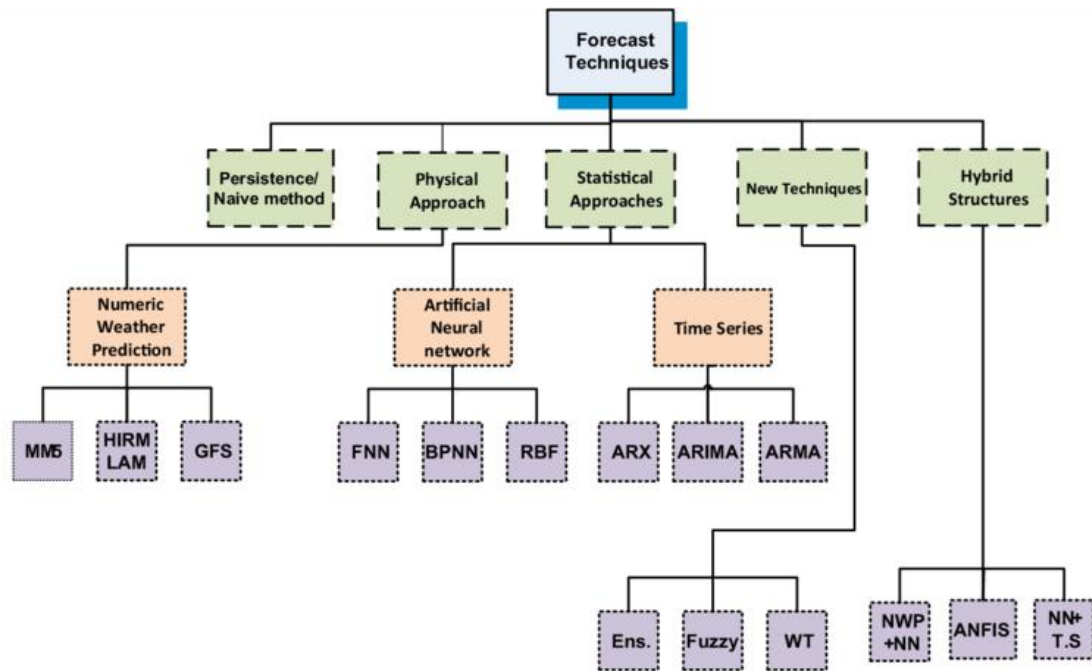 Forecast
Techniques
Persistence/
Naive method
Physical
Approach
Statistical
Approaches
New Techniques
Hybrid
Structures
Numeric
Weather
Prediction
Artificial
Neural
network
Time Series
MM5
HIRM
LAM
GFS
FNN
BPNN
RBF
ARX
ARIMA
ARMA
Ens.
Fuzzy
WT
NWP
+NN
ANFIS
NN+
T.S